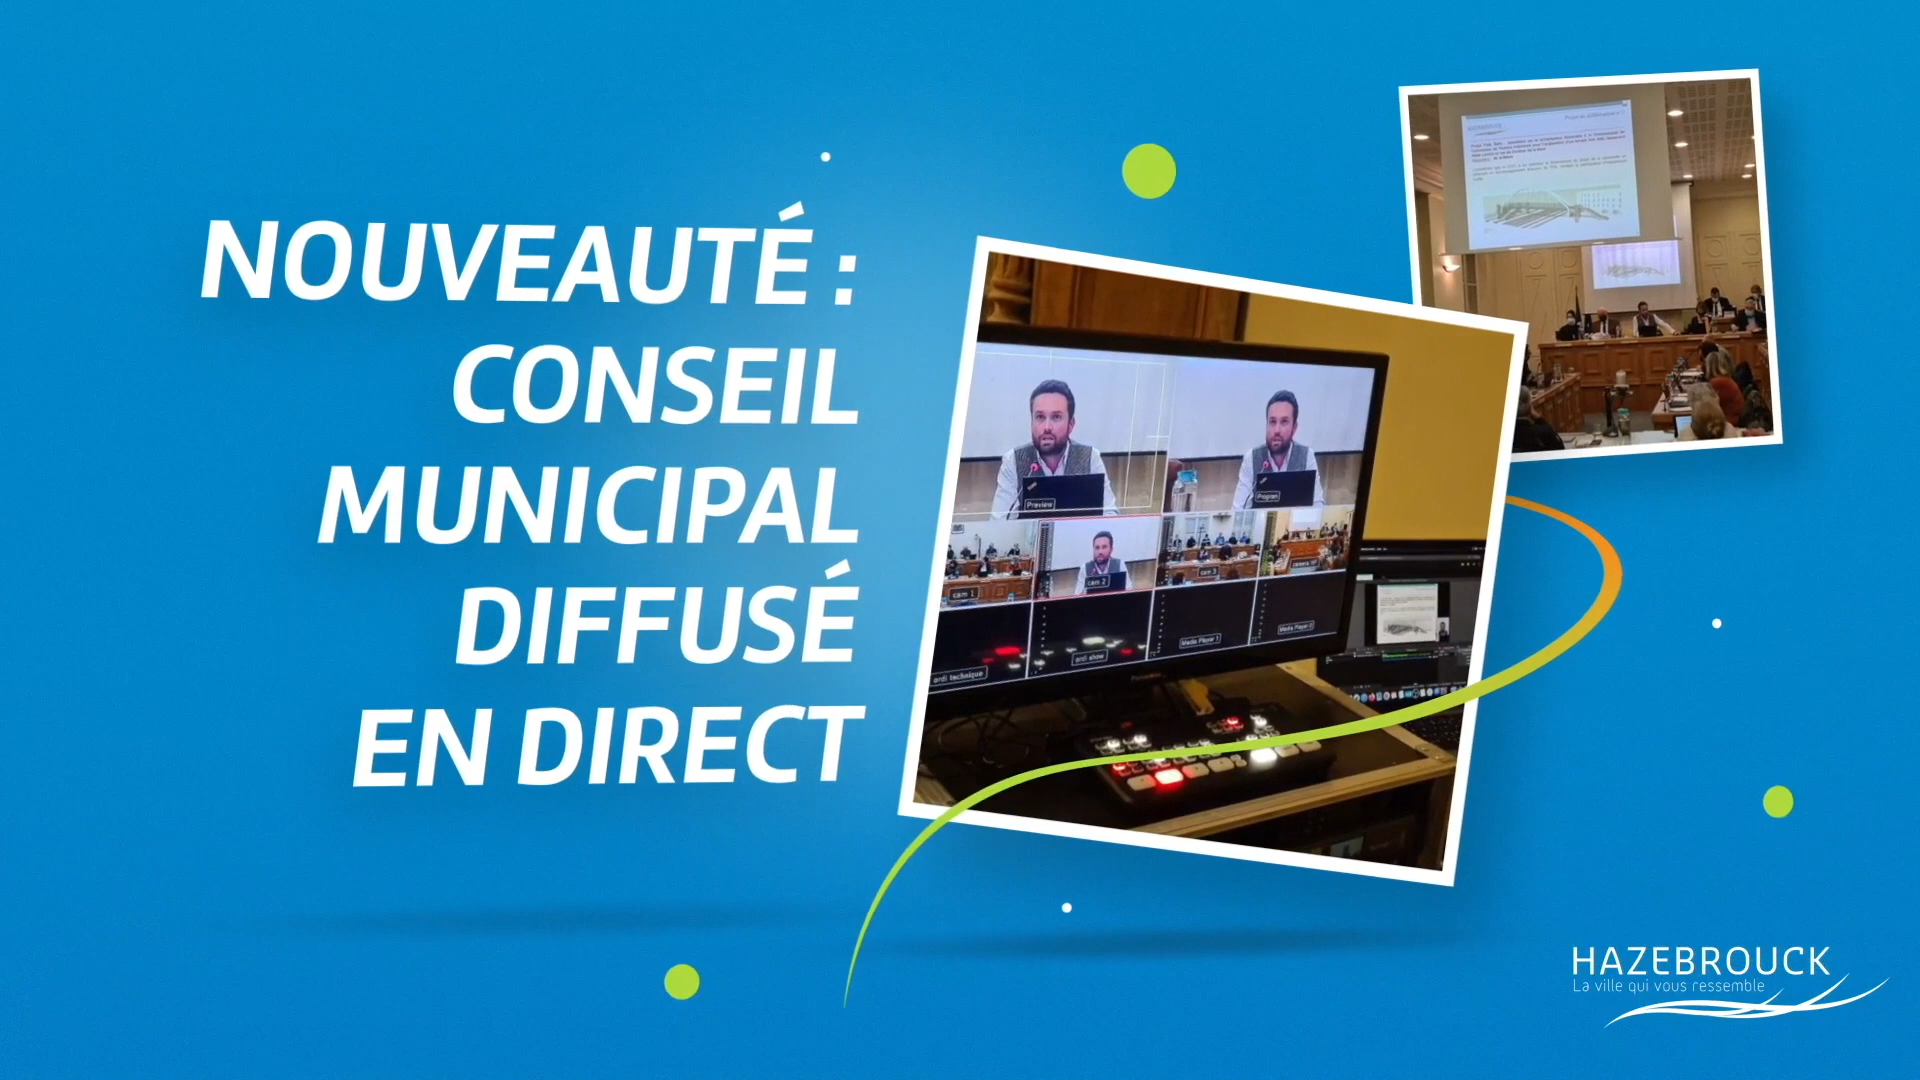 NOUVEAUTÉ :
CONSEIL
MUNICIPAL
DIFFUSÉ
EN DIRECT
Preview
Program
cam 1
cam 2
cam 3
ordi technique
ordi show
Media Player 1
Media Player 2
HAZEBROUCK
La ville qui vous ressemble